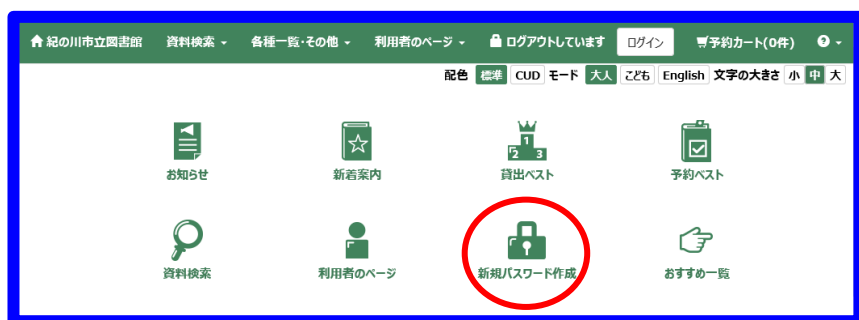 紀の川市立図書館 資料検索 各種一覧・その他 利用者のページ ログアウトしています ログイン 予約カート(0件)
配色 標準 CUD モード 大人 こども English 文字の大きさ 小 中 大
1
2 3
お知らせ 新着案内 貸出ベスト 予約ベスト
資料検索 利用者のページ 新規パスワード作成 おすすめ一覧